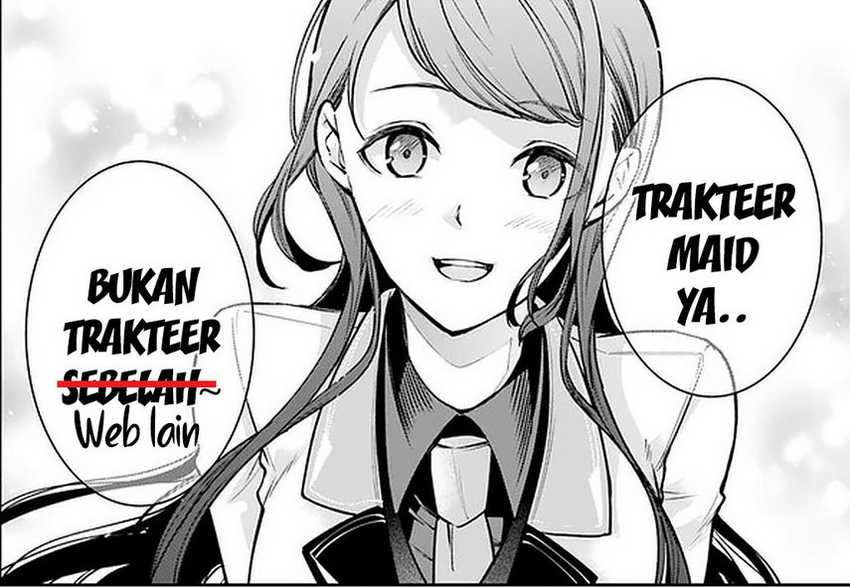 TRAKTEER
MAID
YA..
BUKAN
TRAKTEER
SEBELAH~
Web lain